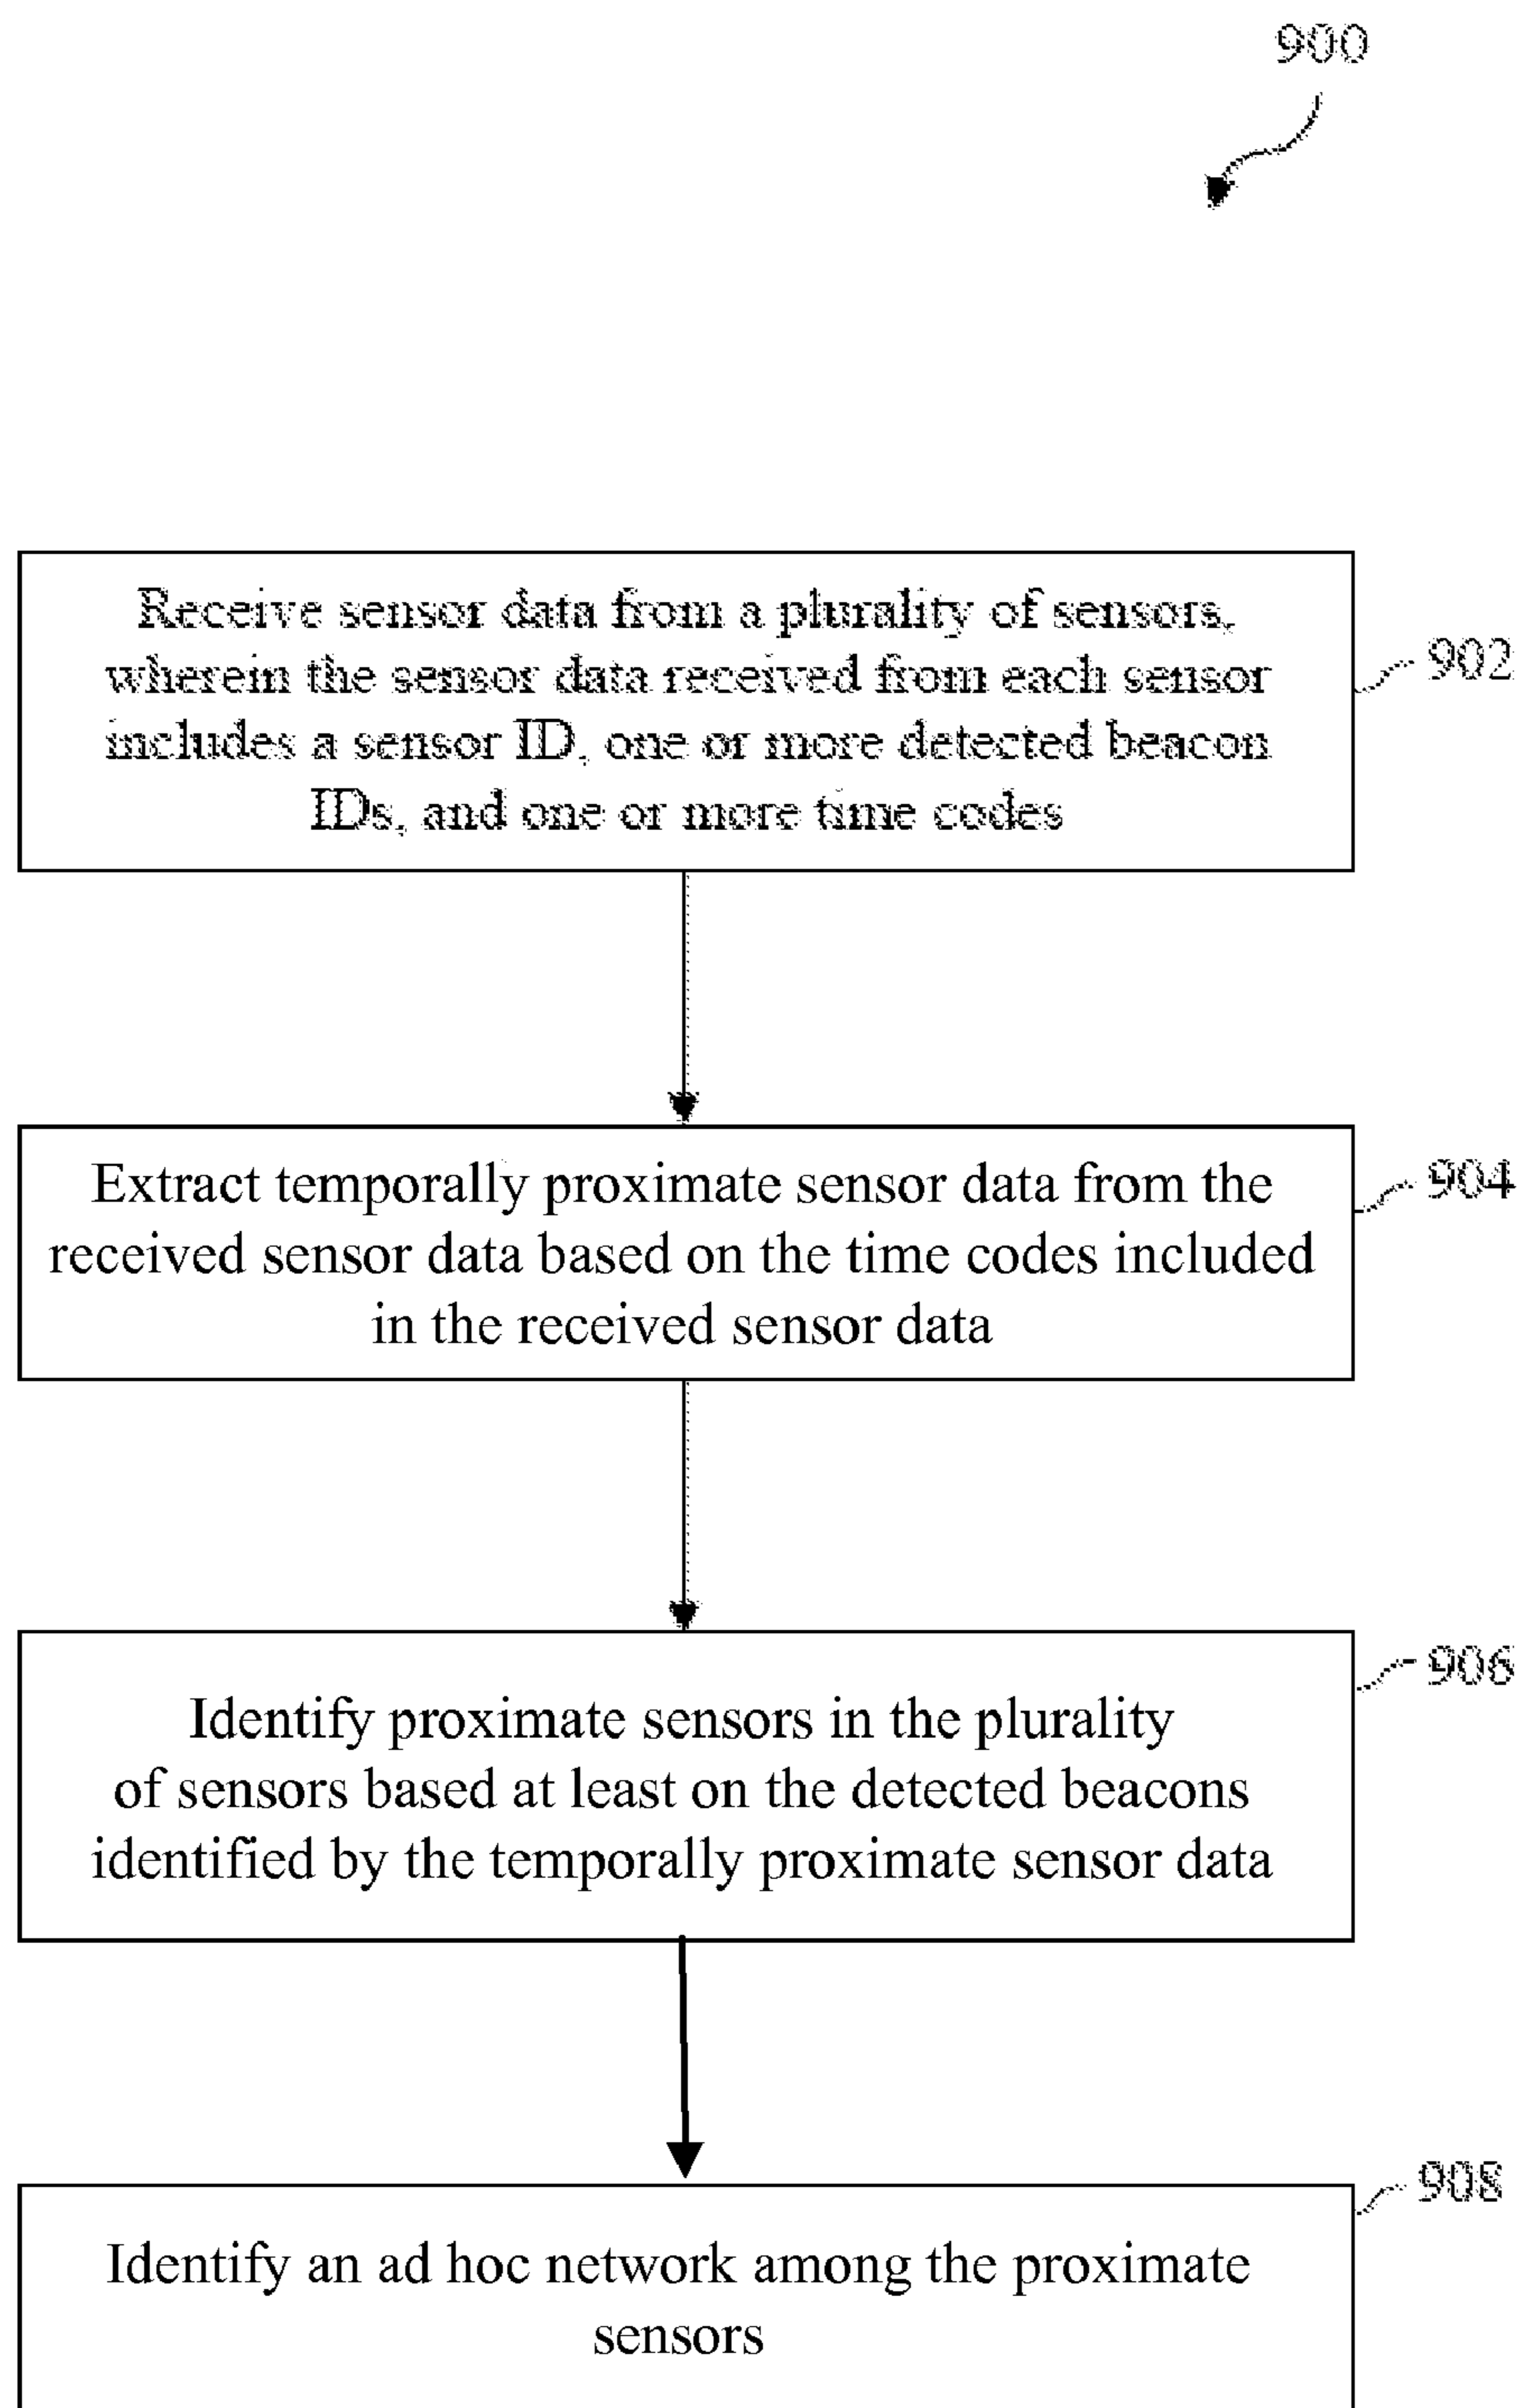 900
Receive sensor data from a plurality of sensors,
wherein the sensor data received from each sensor
includes a sensor ID, one or more detected beacon
IDs, and one or more time codes
902
Extract temporally proximate sensor data from the
received sensor data based on the time codes included
in the received sensor data
904
Identify proximate sensors in the plurality
of sensors based at least on the detected beacons
identified by the temporally proximate sensor data
906
Identify an ad hoc network among the proximate
sensors
908